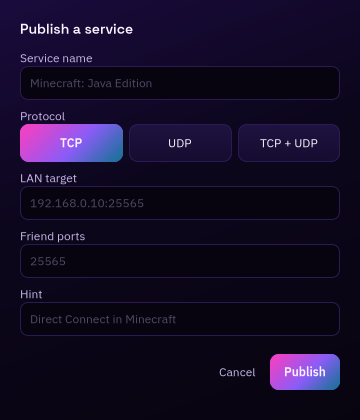 Publish a service
Service name
Minecraft: Java Edition
Protocol
TCP
UDP
TCP + UDP
LAN target
192.168.0.10:25565
Friend ports
25565
Hint
Direct Connect in Minecraft
Cancel
Publish